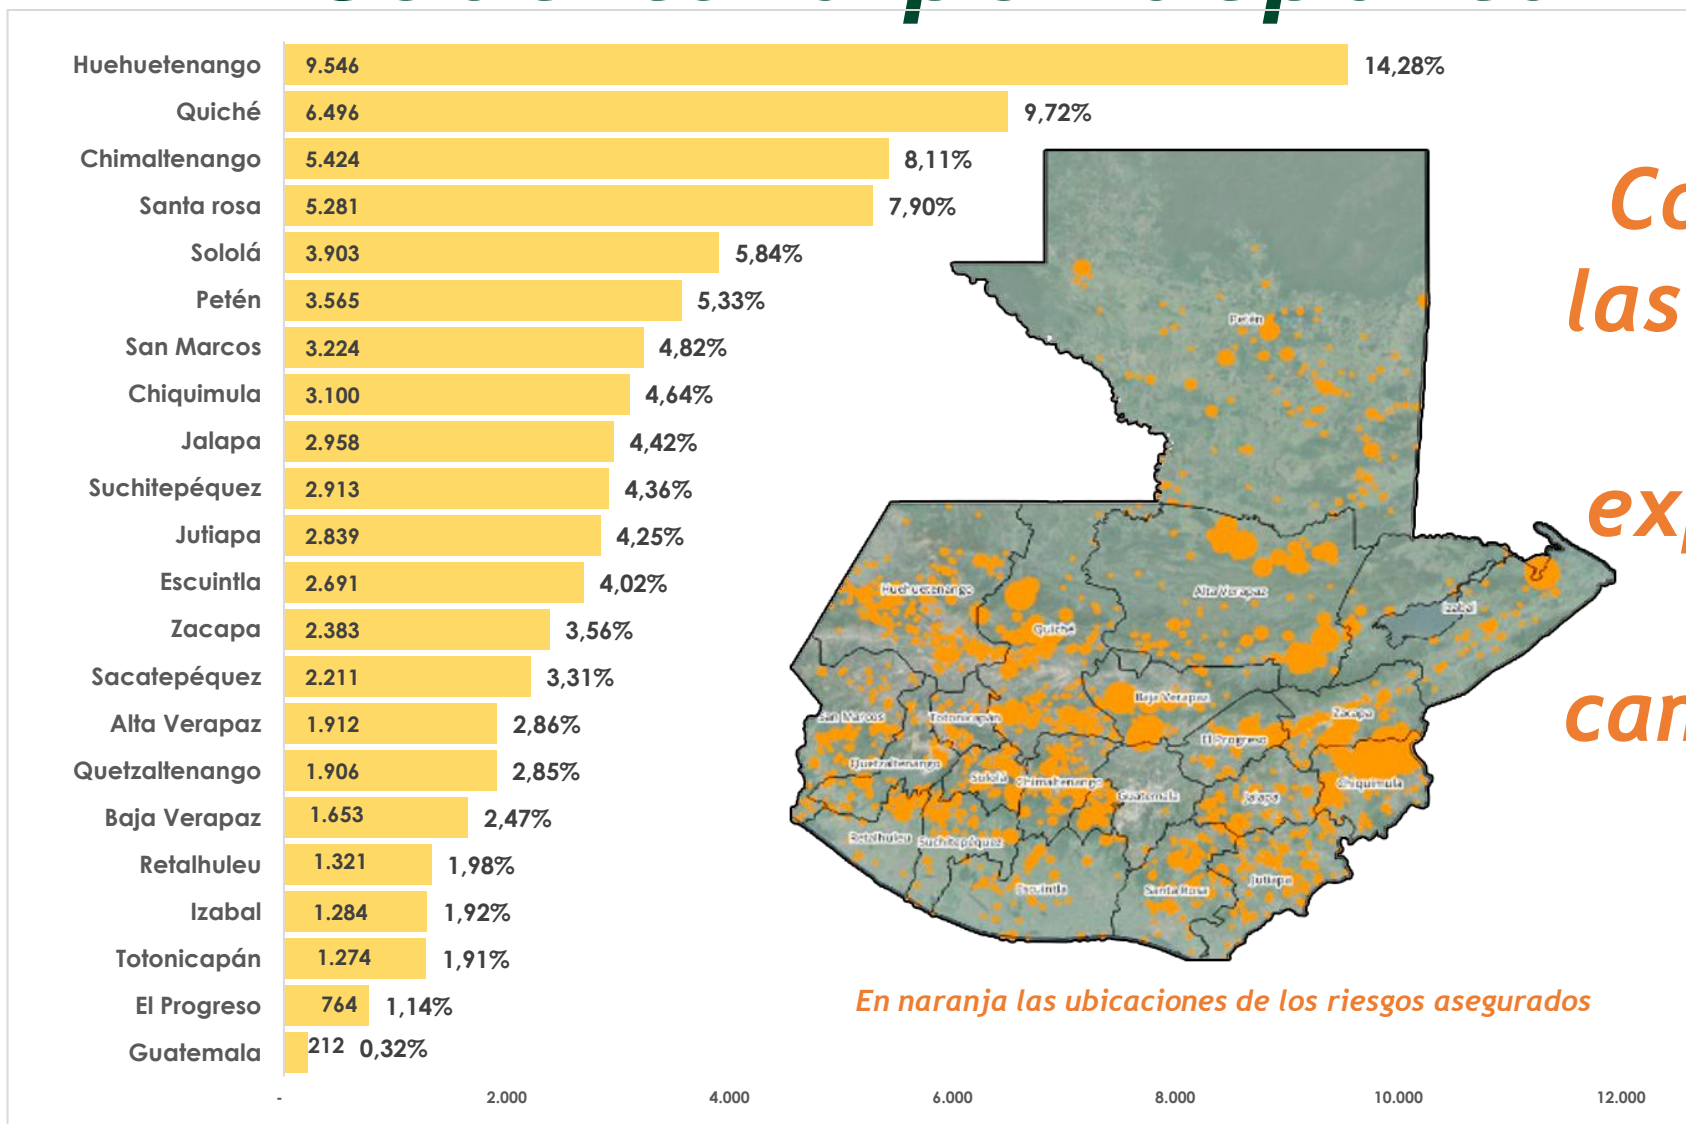 Huehuetenango 9.546 14,28%
Quiché 6.496 9,72%
Chimaltenango 5.424 8,11%
Santa rosa 5.281 7,90%
Sololá 3.903 5,84%
Petén 3.565 5,33%
San Marcos 3.224 4,82%
Chiquimula 3.100 4,64%
Jalapa 2.958 4,42%
Suchitepéquez 2.913 4,36%
Jutiapa 2.839 4,25%
Escuintla 2.691 4,02%
Zacapa 2.383 3,56%
Sacatepéquez 2.211 3,31%
Alta Verapaz 1.912 2,86%
Quetzaltenango 1.906 2,85%
Baja Verapaz 1.653 2,47%
Retalhuleu 1.321 1,98%
Izabal 1.284 1,92%
Totonicapán 1.274 1,91%
El Progreso 764 1,14%
Guatemala 212 0,32%
- 2.000 4.000 6.000 8.000 10.000 12.000
Petén
Huehuetenango
Alta Verapaz
Izabal
Quiché
Baja Verapaz
San Marcos
Totonicapán
Zacapa
El Progreso
Quetzaltenango
Sololá
Chimaltenango
Guatemala
Jalapa
Chiquimula
Retalhuleu
Suchitepéquez
Escuintla
Santa Rosa
Jutiapa
En naranja las ubicaciones de los riesgos asegurados
las